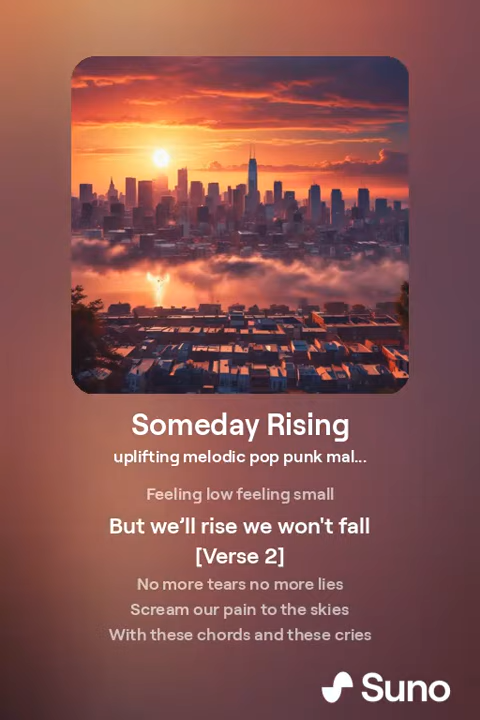 Someday Rising
uplifting melodic pop punk mal...
Feeling low feeling small
But we’ll rise we won't fall
[Verse 2]
No more tears no more lies
Scream our pain to the skies
With these chords and these cries
Suno